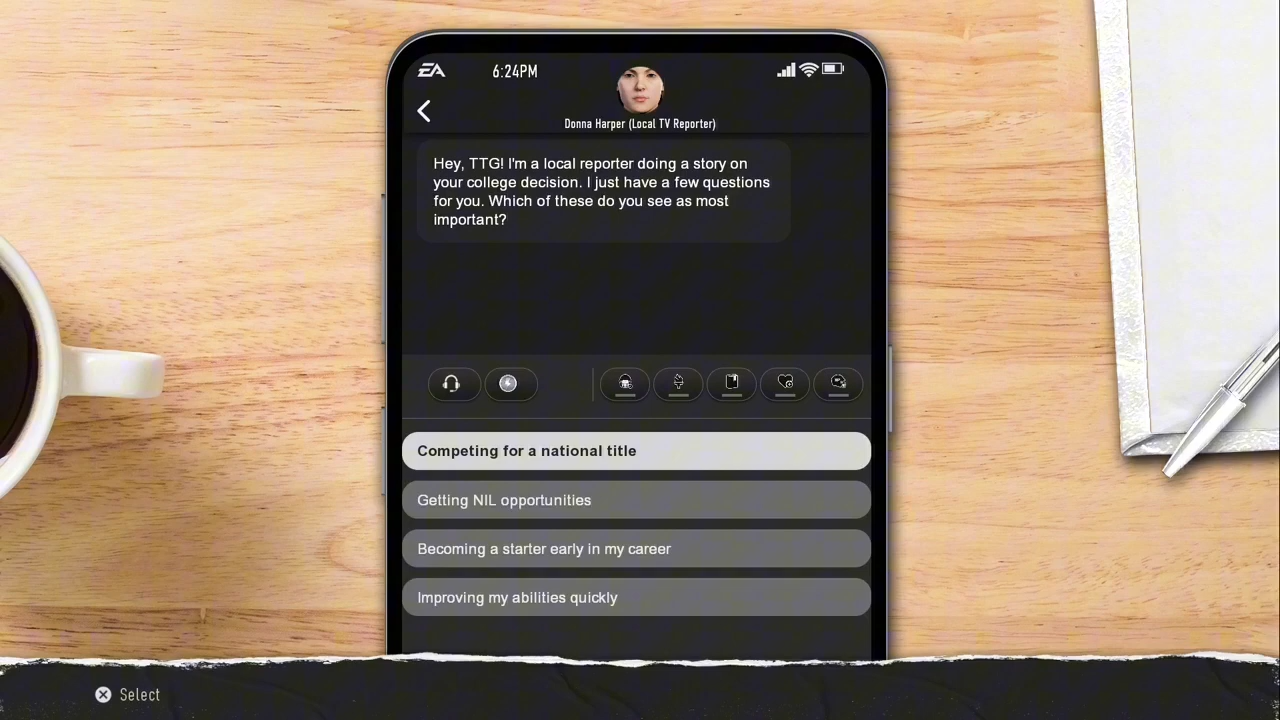 EA
6:24PM
Donna Harper (Local TV Reporter)
Hey, TTG! I'm a local reporter doing a story on
your college decision. I just have a few questions
for you. Which of these do you see as most
important?
Competing for a national title
Getting NIL opportunities
Becoming a starter early in my career
Improving my abilities quickly
Select